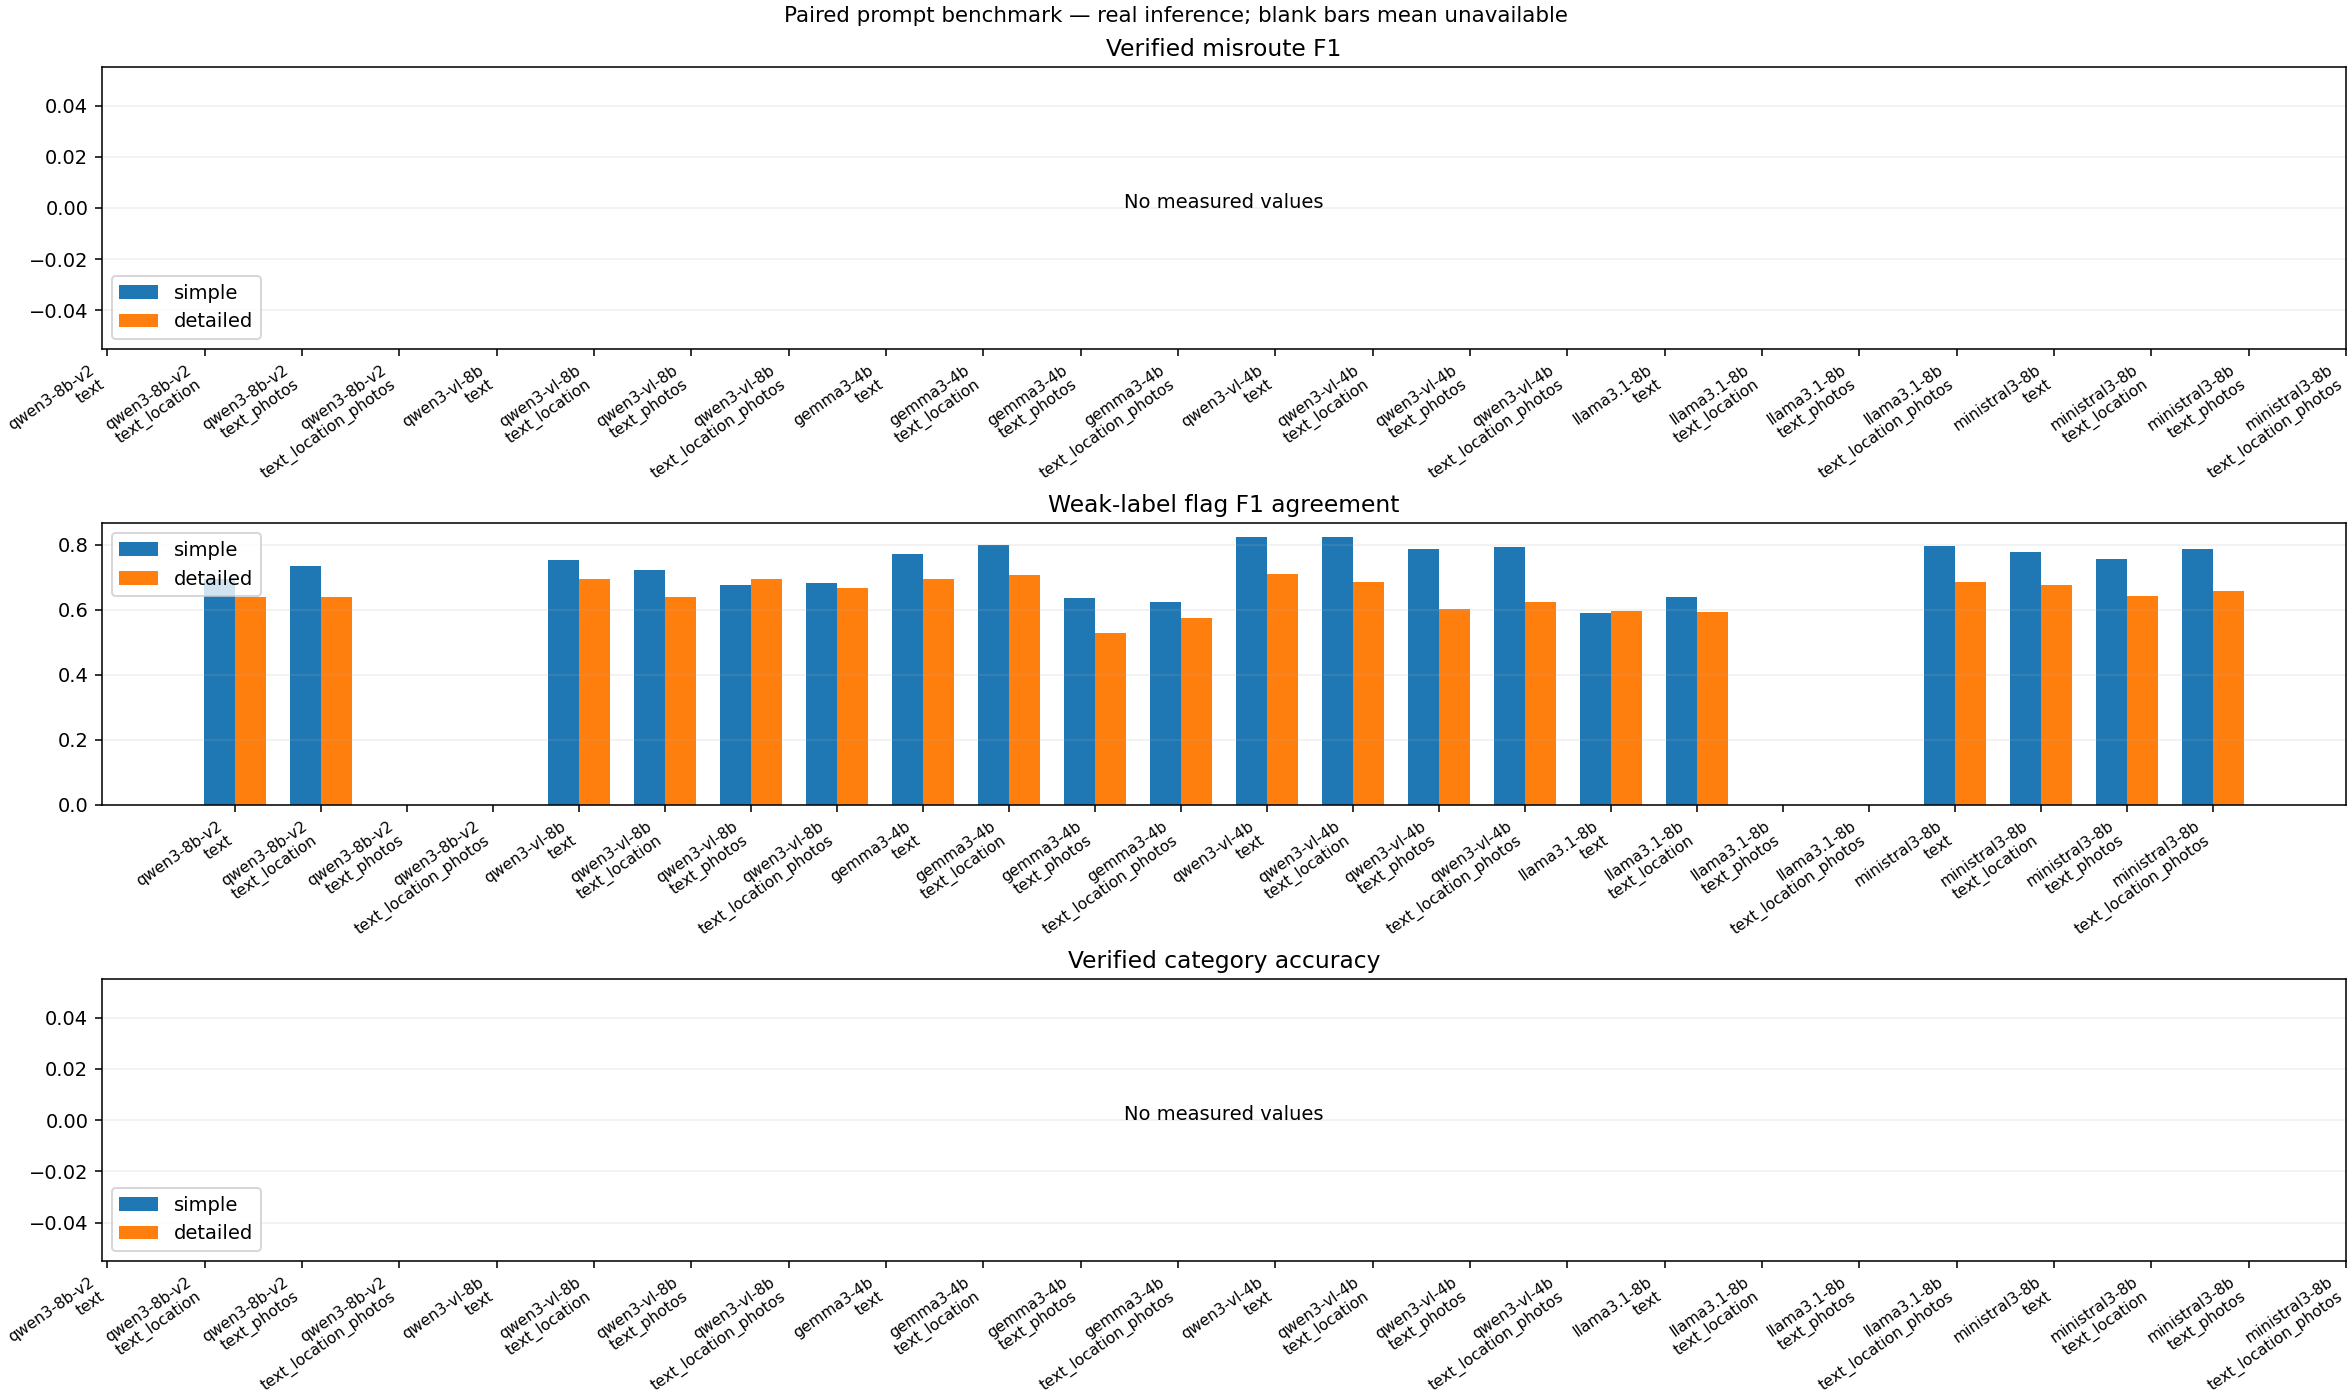 Paired prompt benchmark — real inference; blank bars mean unavailable
Verified misroute F1
0.04
0.02
0.00
−0.02
−0.04
No measured values
simple
detailed
qwen3-8b-v2
text
qwen3-8b-v2
text_location
qwen3-8b-v2
text_photos
qwen3-8b-v2
text_location_photos
qwen3-vl-8b
text
qwen3-vl-8b
text_location
qwen3-vl-8b
text_photos
qwen3-vl-8b
text_location_photos
gemma3-4b
text
gemma3-4b
text_location
gemma3-4b
text_photos
gemma3-4b
text_location_photos
qwen3-vl-4b
text
qwen3-vl-4b
text_location
qwen3-vl-4b
text_photos
qwen3-vl-4b
text_location_photos
llama3.1-8b
text
llama3.1-8b
text_location
llama3.1-8b
text_photos
llama3.1-8b
text_location_photos
ministral3-8b
text
ministral3-8b
text_location
ministral3-8b
text_photos
ministral3-8b
text_location_photos
Weak-label flag F1 agreement
0.8
0.6
0.4
0.2
0.0
simple
detailed
qwen3-8b-v2
text
qwen3-8b-v2
text_location
qwen3-8b-v2
text_photos
qwen3-8b-v2
text_location_photos
qwen3-vl-8b
text
qwen3-vl-8b
text_location
qwen3-vl-8b
text_photos
qwen3-vl-8b
text_location_photos
gemma3-4b
text
gemma3-4b
text_location
gemma3-4b
text_photos
gemma3-4b
text_location_photos
qwen3-vl-4b
text
qwen3-vl-4b
text_location
qwen3-vl-4b
text_photos
qwen3-vl-4b
text_location_photos
llama3.1-8b
text
llama3.1-8b
text_location
llama3.1-8b
text_photos
llama3.1-8b
text_location_photos
ministral3-8b
text
ministral3-8b
text_location
ministral3-8b
text_photos
ministral3-8b
text_location_photos
Verified category accuracy
0.04
0.02
0.00
−0.02
−0.04
No measured values
simple
detailed
qwen3-8b-v2
text
qwen3-8b-v2
text_location
qwen3-8b-v2
text_photos
qwen3-8b-v2
text_location_photos
qwen3-vl-8b
text
qwen3-vl-8b
text_location
qwen3-vl-8b
text_photos
qwen3-vl-8b
text_location_photos
gemma3-4b
text
gemma3-4b
text_location
gemma3-4b
text_photos
gemma3-4b
text_location_photos
qwen3-vl-4b
text
qwen3-vl-4b
text_location
qwen3-vl-4b
text_photos
qwen3-vl-4b
text_location_photos
llama3.1-8b
text
llama3.1-8b
text_location
llama3.1-8b
text_photos
llama3.1-8b
text_location_photos
ministral3-8b
text
ministral3-8b
text_location
ministral3-8b
text_photos
ministral3-8b
text_location_photos